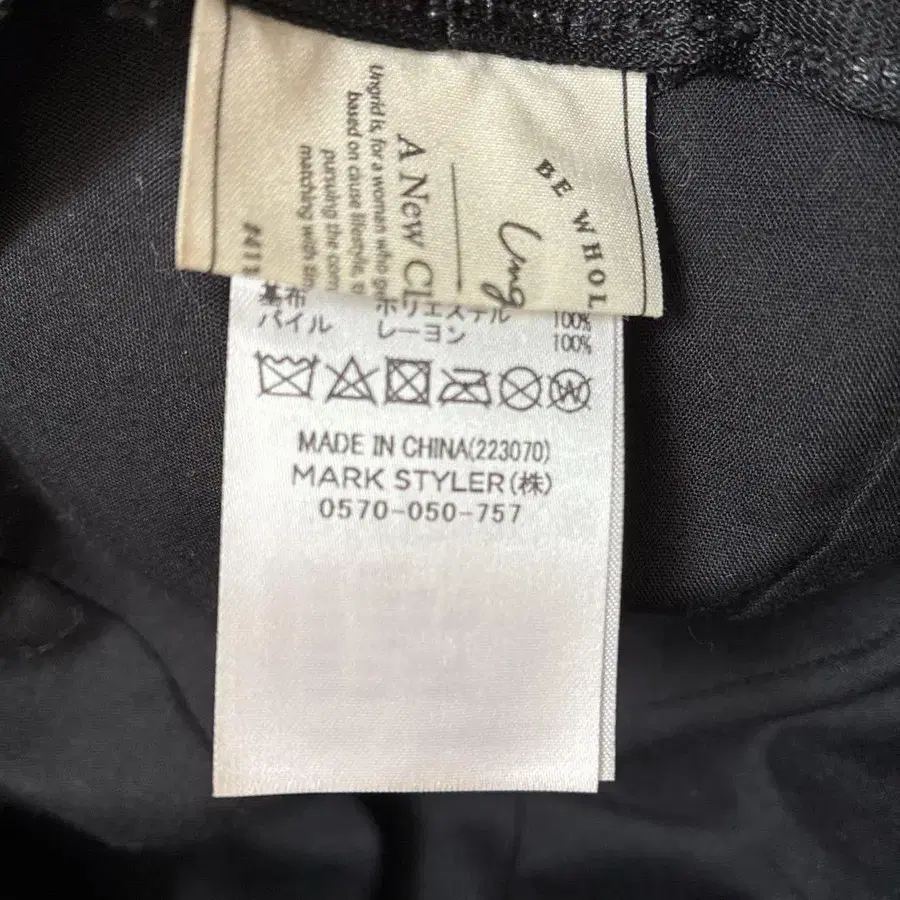 BE WHOL
Ung
A New Cl
Ungrid is, for a woman who
based on cause lifestyle,
pursuing the
matching with
基布 ポリエステル 100%
パイル レーヨン 100%
MADE IN CHINA(223070)
MARK STYLER(株)
0570-050-757